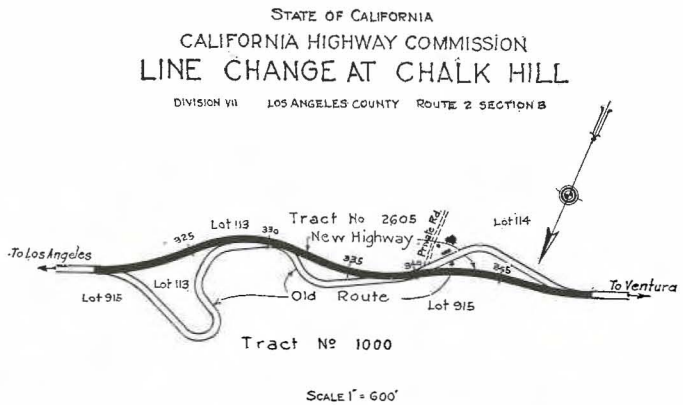 STATE OF CALIFORNIA
CALIFORNIA HIGHWAY COMMISSION
LINE CHANGE AT CHALK HILL
DIVISION VII LOS ANGELES COUNTY ROUTE 2 SECTION B
Lot 113
330
Tract No 2605
Private Rd.
Lot 114
325
New Highway
To Los Angeles
335
Lot 113
To Ventura
Lot 915
Old Route
Lot 915
Tract Nº 1000
SCALE 1" = 600'